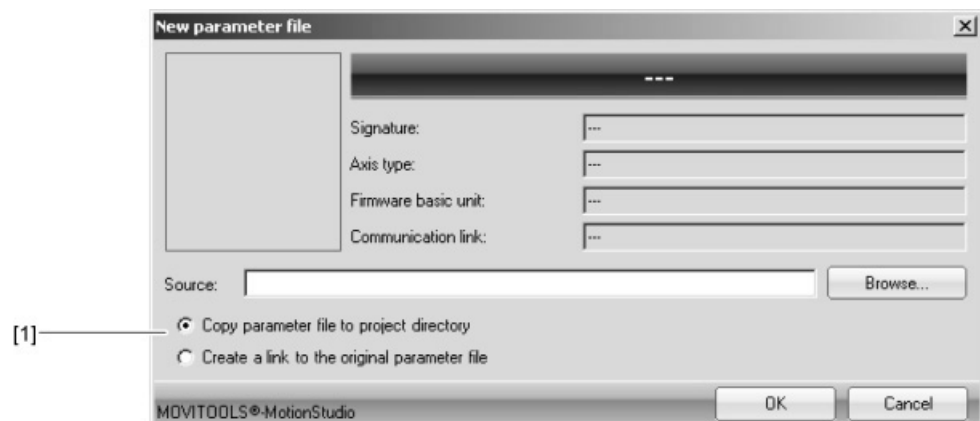 New parameter file
---
Signature: ---
Axis type: ---
Firmware basic unit: ---
Communication link: ---
Source: Browse...
[1] Copy parameter file to project directory
Create a link to the original parameter file
MOVITOOLS®-MotionStudio OK Cancel